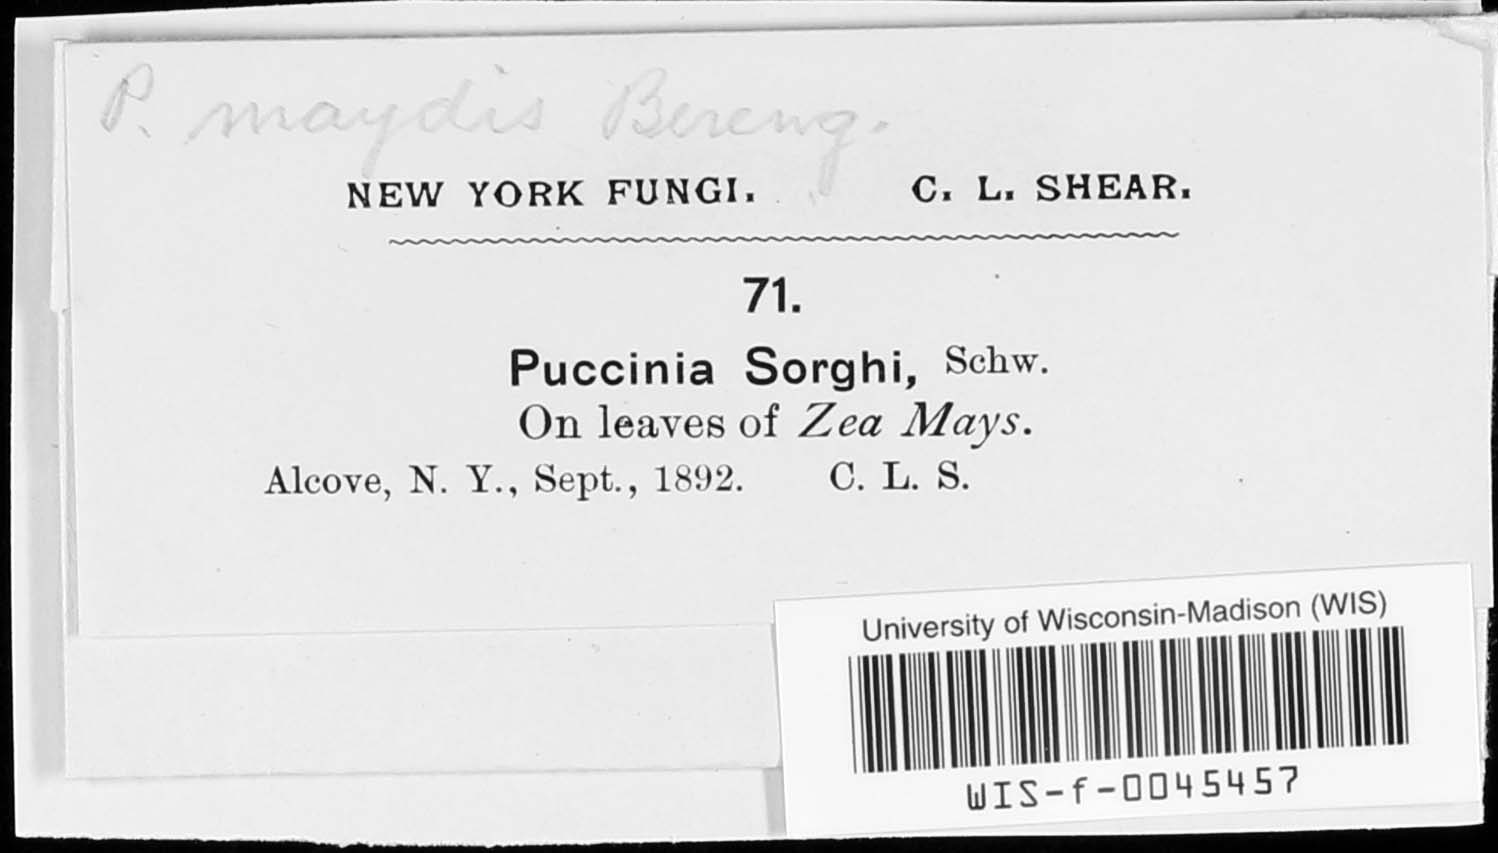 P. maydis Bereng.
NEW YORK FUNGI. C. L. SHEAR.
71.
Puccinia Sorghi, Schw.
On leaves of Zea Mays.
Alcove, N. Y., Sept., 1892. C. L. S.
University of Wisconsin-Madison (WIS)
WIS-f-0045457